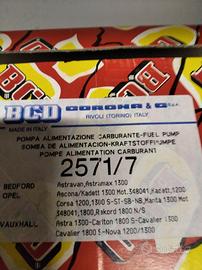 BCD
BCD
CORONA & C S.p.A.
RIVOLI (TORINO) ITALY
MADE IN ITALY
POMPA ALIMENTAZIONE CARBURANTE-FUEL PUMP
BOMBA DE ALIMENTACION-KRAFTSTOFFPUMPE
POMPE ALIMENTATION CARBURANT
2571/7
BEDFORD Astravan,Astramax 1300
OPEL Ascona/Kadett 1300 Mot.348041,Kadett,1200
Corsa 1200,1300 S-ST-SB-NB,Manta 1300 Mot
348041,1800,Rekord 1800 N/S
VAUXHALL Astra -Carlton 1800-Cavalier 1300 S-
Cavalier 1800 S-Nova 1200/1300